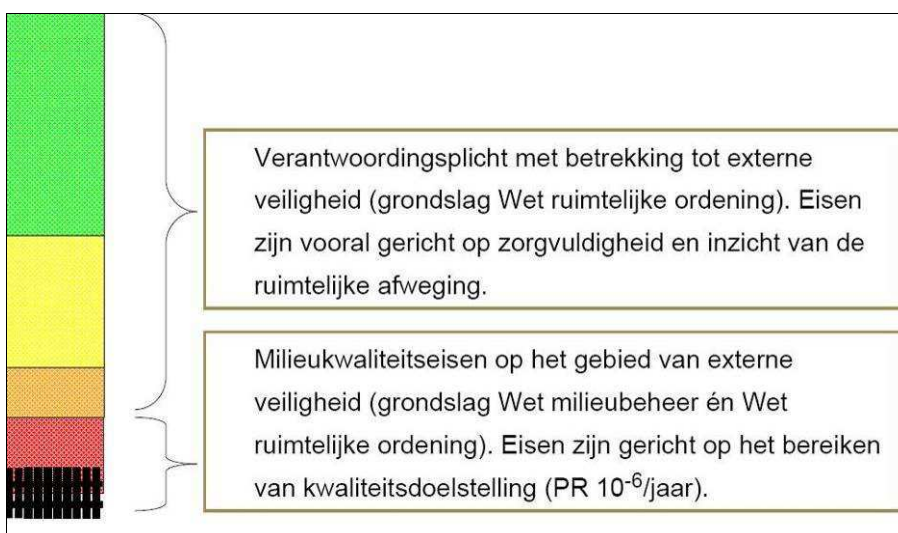 Verantwoordingsplicht met betrekking tot externe
veiligheid (grondslag Wet ruimtelijke ordening). Eisen
zijn vooral gericht op zorgvuldigheid en inzicht van de
ruimtelijke afweging.
Milieukwaliteitseisen op het gebied van externe
veiligheid (grondslag Wet milieubeheer én Wet
ruimtelijke ordening). Eisen zijn gericht op het bereiken
van kwaliteitsdoelstelling (PR 10⁻⁶/jaar).